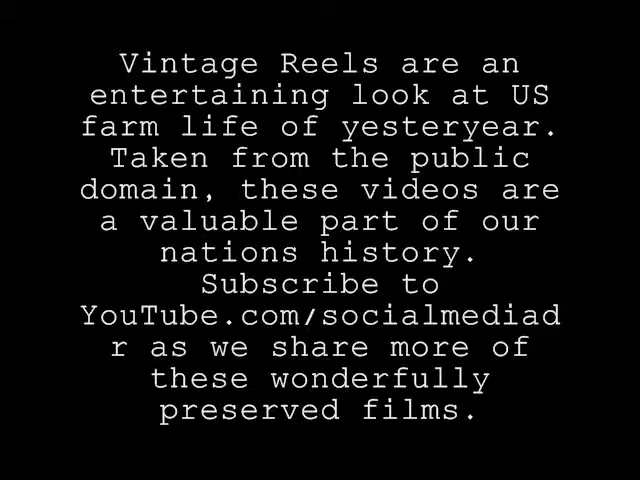 Vintage Reels are an
entertaining look at US
farm life of yesteryear.
Taken from the public
domain, these videos are
a valuable part of our
nations history.
Subscribe to
YouTube.com/socialmediad
r as we share more of
these wonderfully
preserved films.